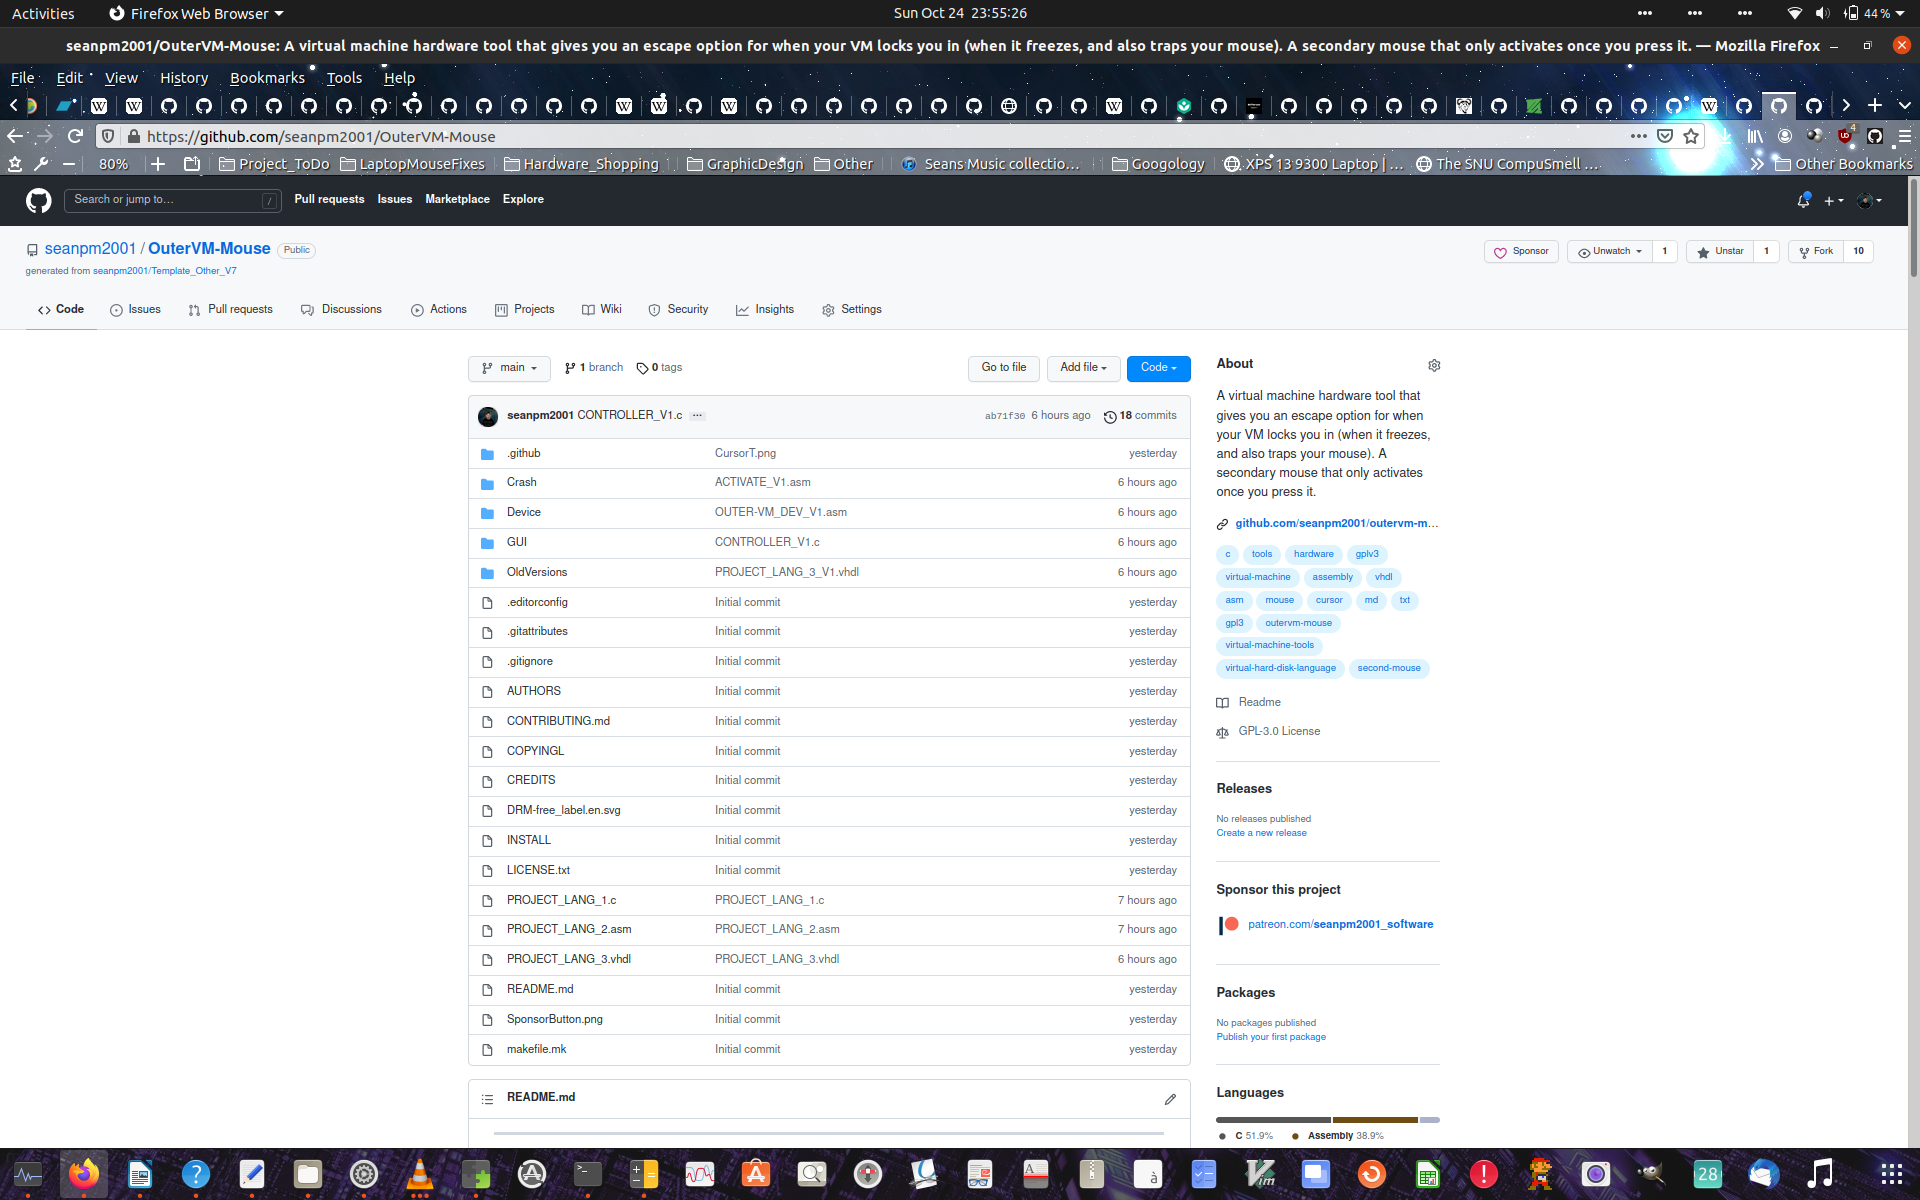 Activities Firefox Web Browser Sun Oct 24 23:55:26 44 %
seanpm2001/OuterVM-Mouse: A virtual machine hardware tool that gives you an escape option for when your VM locks you in (when it freezes, and also traps your mouse). A secondary mouse that only activates once you press it. — Mozilla Firefox
File Edit View History Bookmarks Tools Help
https://github.com/seanpm2001/OuterVM-Mouse
80% Project_ToDo LaptopMouseFixes Hardware_Shopping GraphicDesign Other Seans Music collectio… Googology XPS 13 9300 Laptop | … The SNU CompuSmell … Other Bookmarks
Search or jump to… / Pull requests Issues Marketplace Explore
seanpm2001 / OuterVM-Mouse Public Sponsor Unwatch 1 Unstar 1 Fork 10
generated from seanpm2001/Template_Other_V7
Code Issues Pull requests Discussions Actions Projects Wiki Security Insights Settings
main 1 branch 0 tags Go to file Add file Code
seanpm2001 CONTROLLER_V1.c ab71f30 6 hours ago 18 commits
.github CursorT.png yesterday
Crash ACTIVATE_V1.asm 6 hours ago
Device OUTER-VM_DEV_V1.asm 6 hours ago
GUI CONTROLLER_V1.c 6 hours ago
OldVersions PROJECT_LANG_3_V1.vhdl 6 hours ago
.editorconfig Initial commit yesterday
.gitattributes Initial commit yesterday
.gitignore Initial commit yesterday
AUTHORS Initial commit yesterday
CONTRIBUTING.md Initial commit yesterday
COPYINGL Initial commit yesterday
CREDITS Initial commit yesterday
DRM-free_label.en.svg Initial commit yesterday
INSTALL Initial commit yesterday
LICENSE.txt Initial commit yesterday
PROJECT_LANG_1.c PROJECT_LANG_1.c 7 hours ago
PROJECT_LANG_2.asm PROJECT_LANG_2.asm 7 hours ago
PROJECT_LANG_3.vhdl PROJECT_LANG_3.vhdl 6 hours ago
README.md Initial commit yesterday
SponsorButton.png Initial commit yesterday
makefile.mk Initial commit yesterday
README.md
About
A virtual machine hardware tool that
gives you an escape option for when
your VM locks you in (when it freezes,
and also traps your mouse). A
secondary mouse that only activates
once you press it.
github.com/seanpm2001/outervm-m…
c tools hardware gplv3
virtual-machine assembly vhdl
asm mouse cursor md txt
gpl3 outervm-mouse
virtual-machine-tools
virtual-hard-disk-language second-mouse
Readme
GPL-3.0 License
Releases
No releases published
Create a new release
Sponsor this project
patreon.com/seanpm2001_software
Packages
No packages published
Publish your first package
Languages
C 51.9% Assembly 38.9%
28